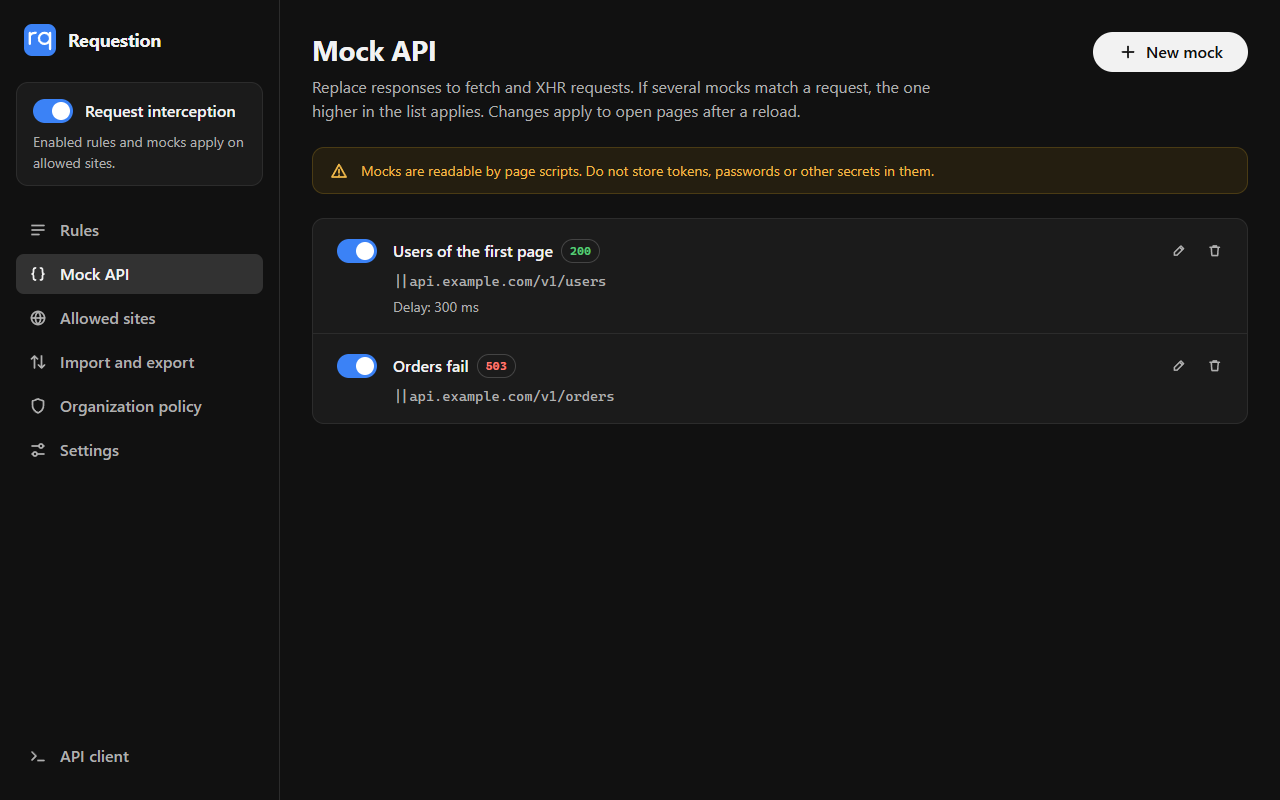 rq Requestion
Request interception
Enabled rules and mocks apply on
allowed sites.
Rules
Mock API
Allowed sites
Import and export
Organization policy
Settings
API client
Mock API
New mock
Replace responses to fetch and XHR requests. If several mocks match a request, the one
higher in the list applies. Changes apply to open pages after a reload.
Mocks are readable by page scripts. Do not store tokens, passwords or other secrets in them.
Users of the first page 200
||api.example.com/v1/users
Delay: 300 ms
Orders fail 503
||api.example.com/v1/orders